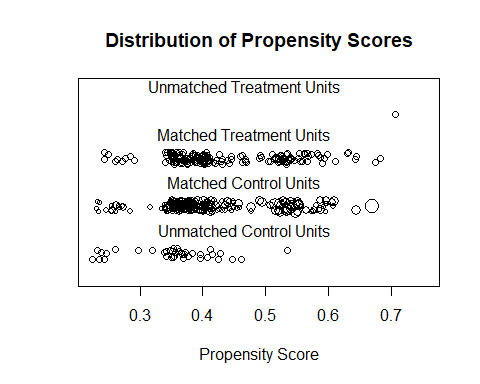 Distribution of Propensity Scores
Unmatched Treatment Units
Matched Treatment Units
Matched Control Units
Unmatched Control Units
0.3 0.4 0.5 0.6 0.7
Propensity Score